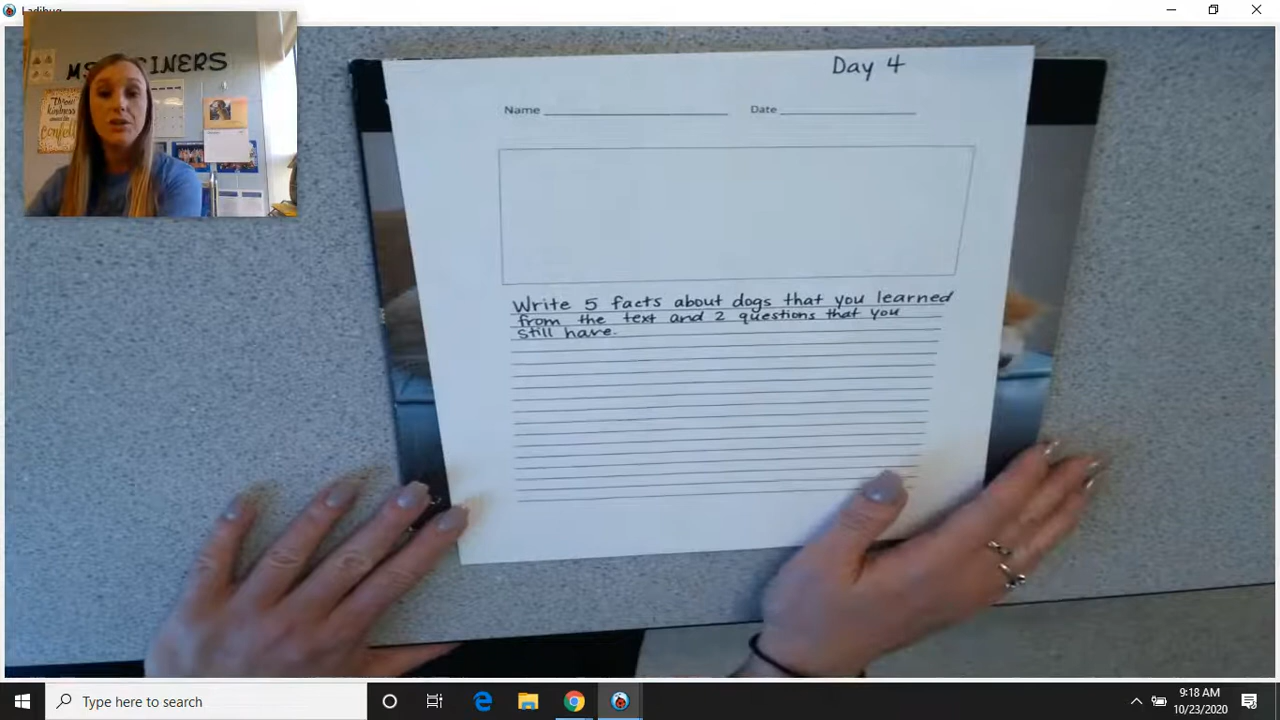 Ladibug
Day 4
Name
Date
Write 5 facts about dogs that you learned
from the text and 2 questions that you
still have.
Type here to search
9:18 AM
10/23/2020